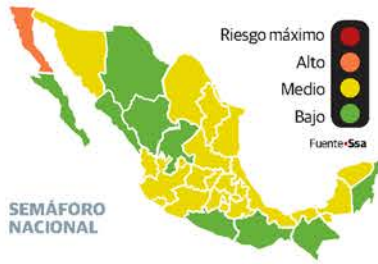 Riesgo máximo
Alto
Medio
Bajo
Fuente•Ssa
SEMÁFORO
NACIONAL